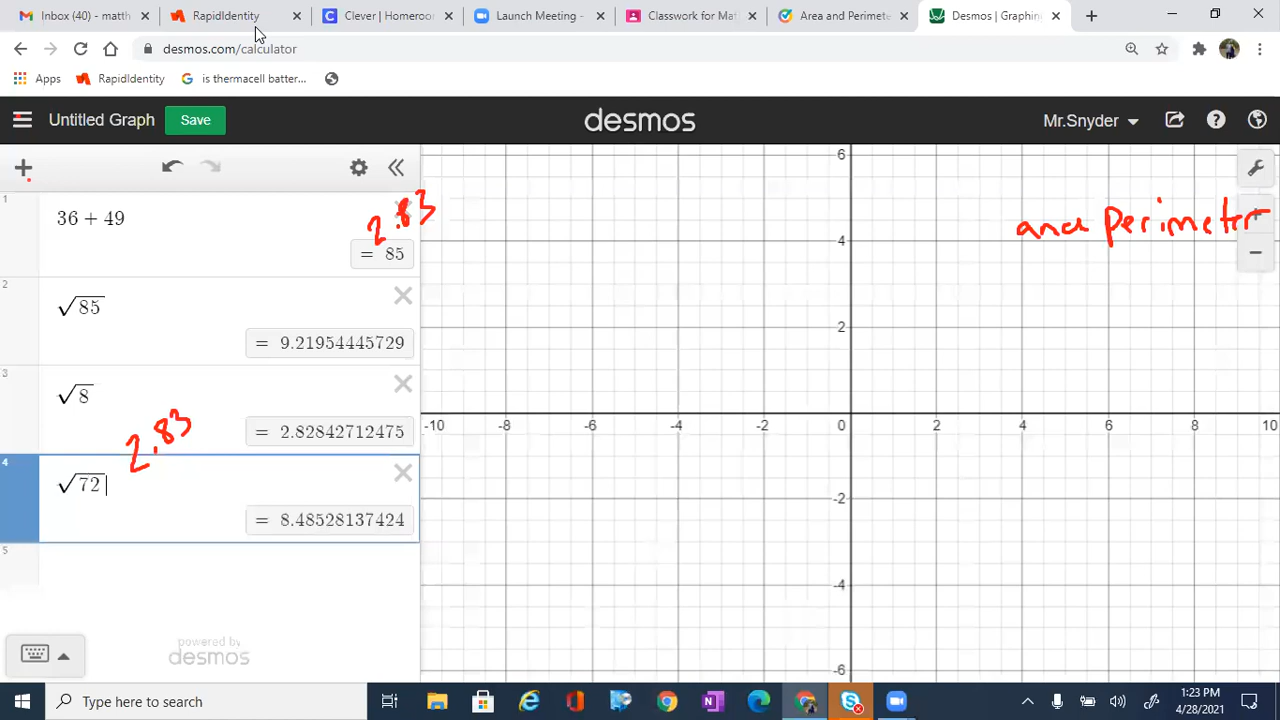 Inbox (40) - math
RapidIdentity
Clever | Homeroo
Launch Meeting -
Classwork for Mat
Area and Perimete
Desmos | Graphin
desmos.com/calculator
Apps
RapidIdentity
is thermacell batter...
Untitled Graph
Save
desmos
Mr.Snyder
1
36 + 49
= 85
2.83
2
√85
= 9.21954445729
3
√8
= 2.82842712475
2.83
4
√72
= 8.48528137424
5
powered by
desmos
and perimeter
6
4
2
-10 -8 -6 -4 -2 0 2 4 6 8 10
-2
-4
-6
Type here to search
1:23 PM
4/28/2021